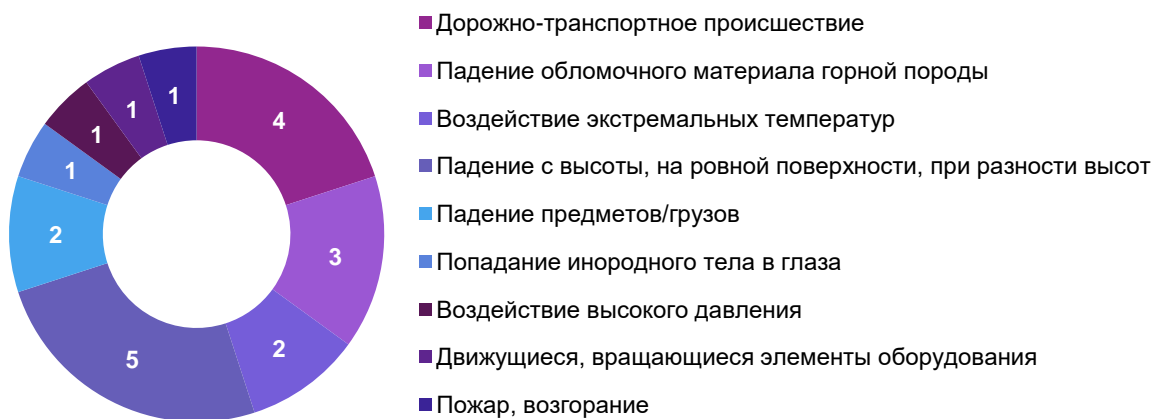 Дорожно-транспортное происшествие
Падение обломочного материала горной породы
Воздействие экстремальных температур
Падение с высоты, на ровной поверхности, при разности высот
Падение предметов/грузов
Попадание инородного тела в глаза
Воздействие высокого давления
Движущиеся, вращающиеся элементы оборудования
Пожар, возгорание
4
3
2
5
2
1
1
1
1